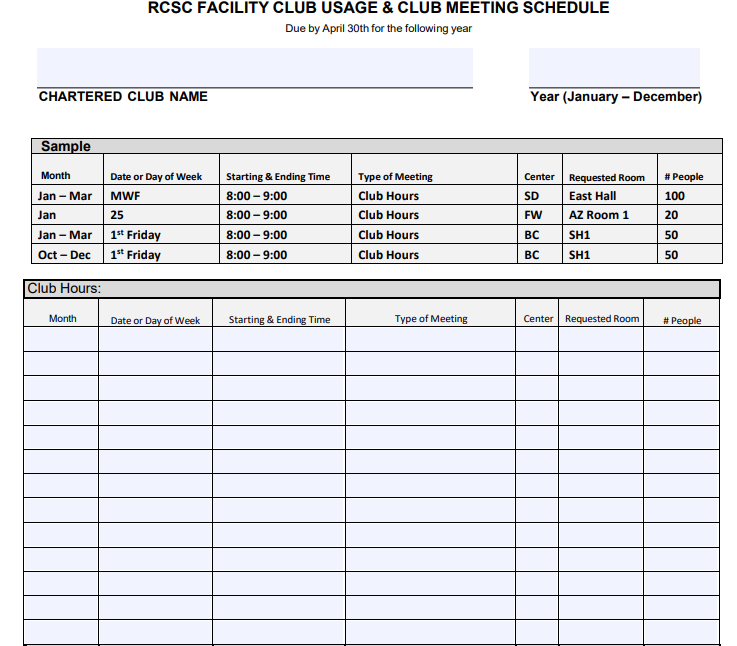 RCSC FACILITY CLUB USAGE & CLUB MEETING SCHEDULE
Due by April 30th for the following year
CHARTERED CLUB NAME Year (January – December)
Sample
Month Date or Day of Week Starting & Ending Time Type of Meeting Center Requested Room # People
Jan – Mar MWF 8:00 – 9:00 Club Hours SD East Hall 100
Jan 25 8:00 – 9:00 Club Hours FW AZ Room 1 20
Jan – Mar 1st Friday 8:00 – 9:00 Club Hours BC SH1 50
Oct – Dec 1st Friday 8:00 – 9:00 Club Hours BC SH1 50
Club Hours:
Month Date or Day of Week Starting & Ending Time Type of Meeting Center Requested Room # People